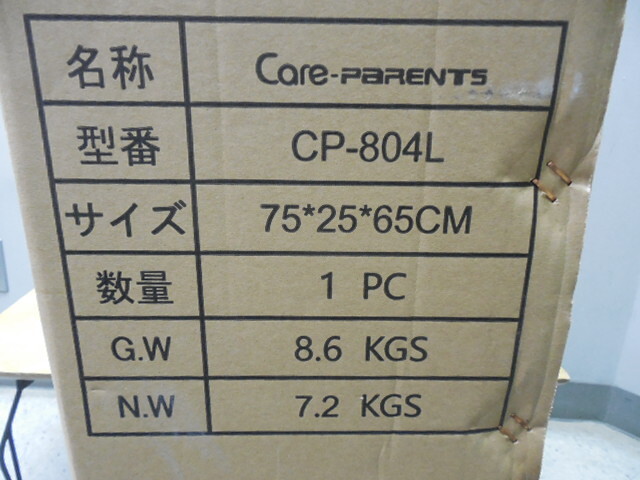 名称 Care-PARENTS
型番 CP-804L
サイズ 75*25*65CM
数量 1 PC
G.W 8.6 KGS
N.W 7.2 KGS